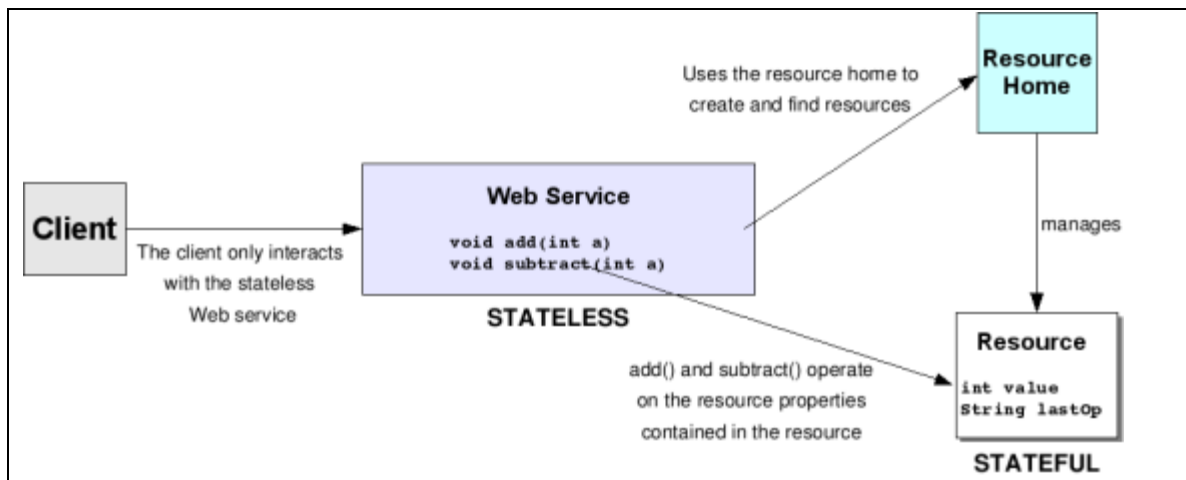 Client
The client only interacts
with the stateless
Web service
Web Service
void add(int a)
void subtract(int a)
STATELESS
Uses the resource home to
create and find resources
Resource
Home
manages
add() and subtract() operate
on the resource properties
contained in the resource
Resource
int value
String lastOp
STATEFUL